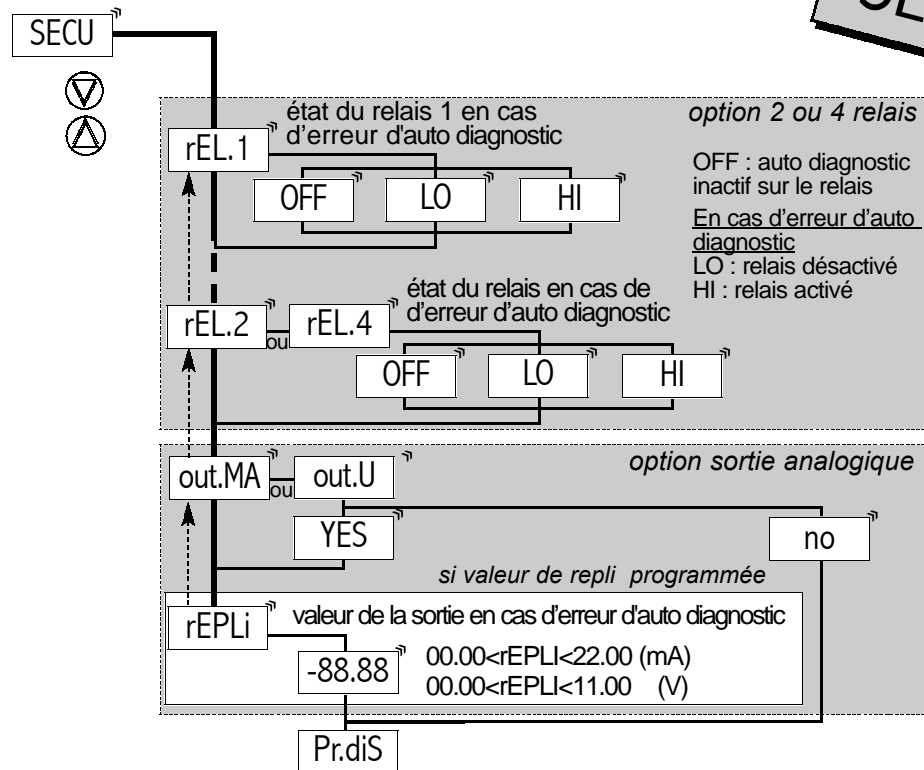 SECU
option 2 ou 4 relais
état du relais 1 en cas
d'erreur d'auto diagnostic
rEL.1
OFF
LO
HI
OFF : auto diagnostic
inactif sur le relais
En cas d'erreur d'auto
diagnostic
LO : relais désactivé
HI : relais activé
état du relais en cas de
d'erreur d'auto diagnostic
rEL.2
ou
rEL.4
OFF
LO
HI
option sortie analogique
out.MA
ou
out.U
YES
no
si valeur de repli programmée
rEPLi
valeur de la sortie en cas d'erreur d'auto diagnostic
-88.88
00.00<rEPLI<22.00 (mA)
00.00<rEPLI<11.00 (V)
Pr.diS